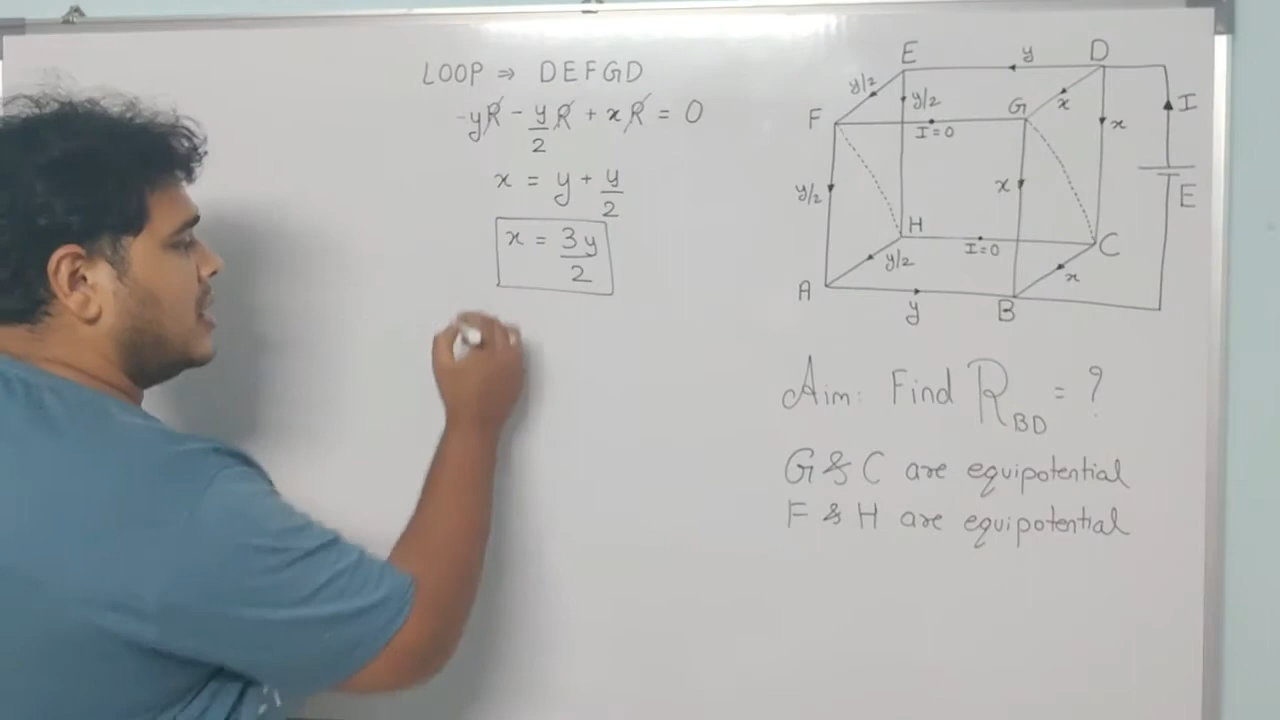 LOOP ⇒ DEFGD
-yR - y/2 R + xR = 0
x = y + y/2
x = 3y/2
E
y
D
y/2
y/2
G
x
I
F
I=0
x
y/2
x
E
H
y/2
I=0
C
x
A
y
B
Aim: Find R_BD = ?
G & C are equipotential
F & H are equipotential